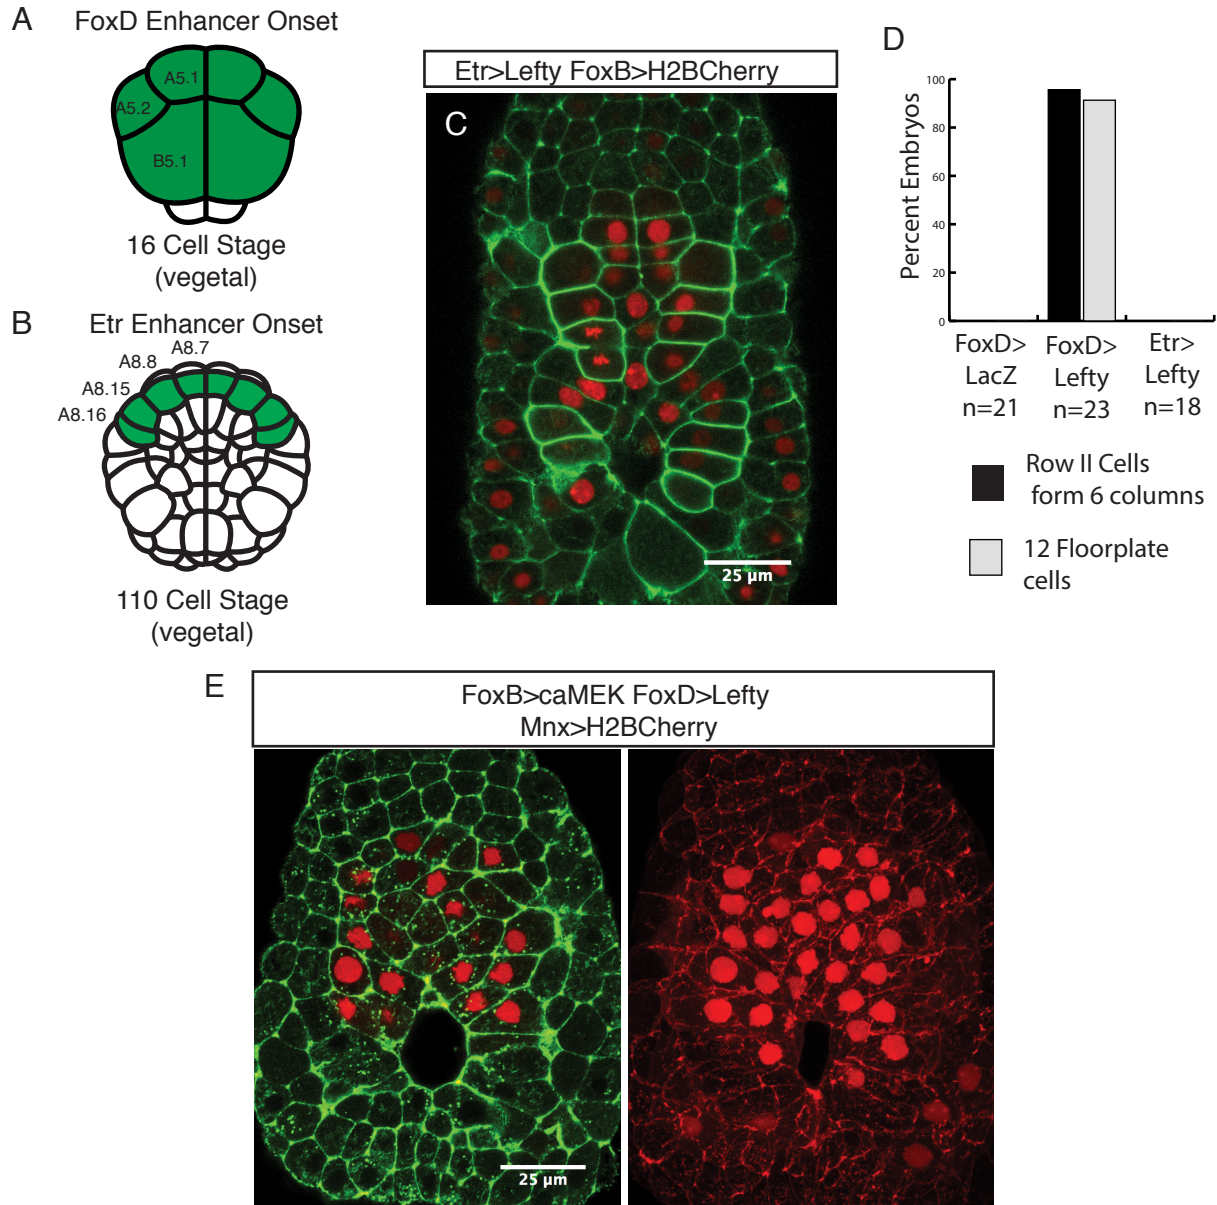 A
FoxD Enhancer Onset
A5.1
A5.2
B5.1
16 Cell Stage
(vegetal)
B
Etr Enhancer Onset
A8.7
A8.8
A8.15
A8.16
110 Cell Stage
(vegetal)
Etr>Lefty FoxB>H2BCherry
C
25 µm
D
Percent Embryos
100
80
60
40
20
0
FoxD>
LacZ
n=21
FoxD>
Lefty
n=23
Etr>
Lefty
n=18
Row II Cells
form 6 columns
12 Floorplate
cells
E
FoxB>caMEK FoxD>Lefty
Mnx>H2BCherry
25 µm